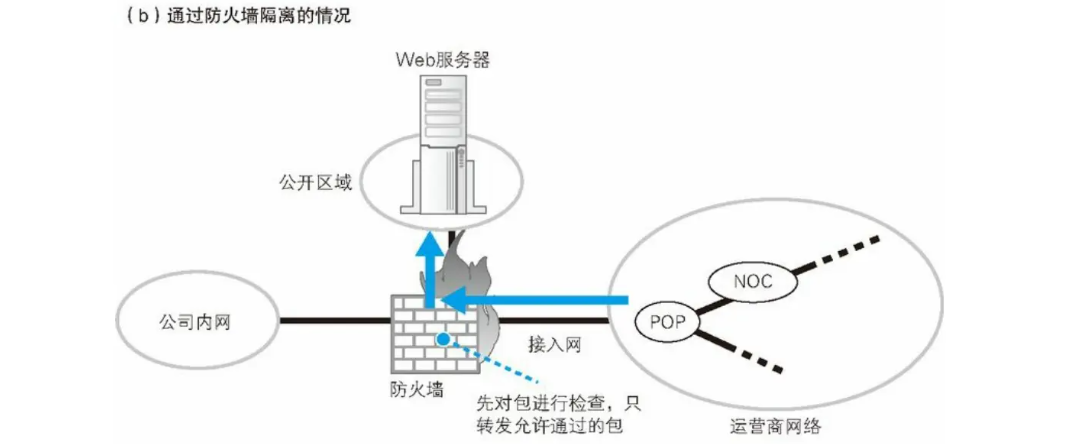 （b）通过防火墙隔离的情况
Web服务器
公开区域
NOC
公司内网
POP
接入网
防火墙
先对包进行检查，只
转发允许通过的包
运营商网络